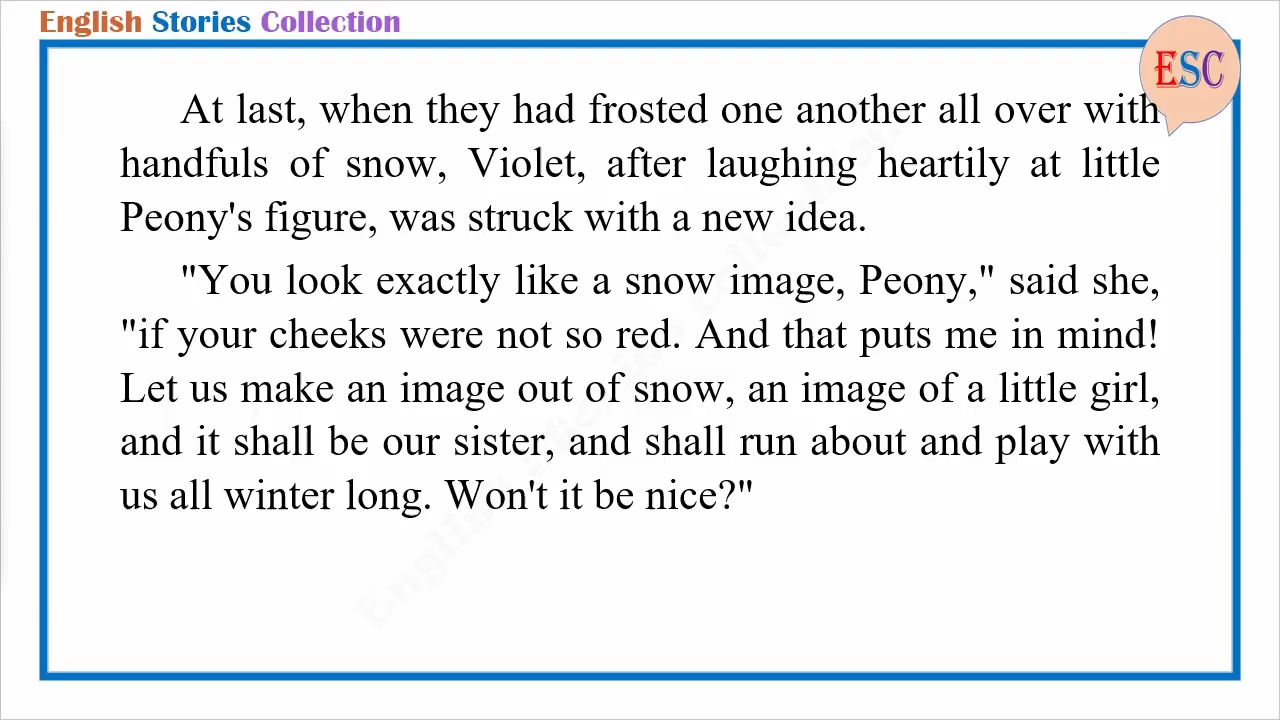 English Stories Collection
ESC
At last, when they had frosted one another all over with
handfuls of snow, Violet, after laughing heartily at little
Peony's figure, was struck with a new idea.
"You look exactly like a snow image, Peony," said she,
"if your cheeks were not so red. And that puts me in mind!
Let us make an image out of snow, an image of a little girl,
and it shall be our sister, and shall run about and play with
us all winter long. Won't it be nice?"